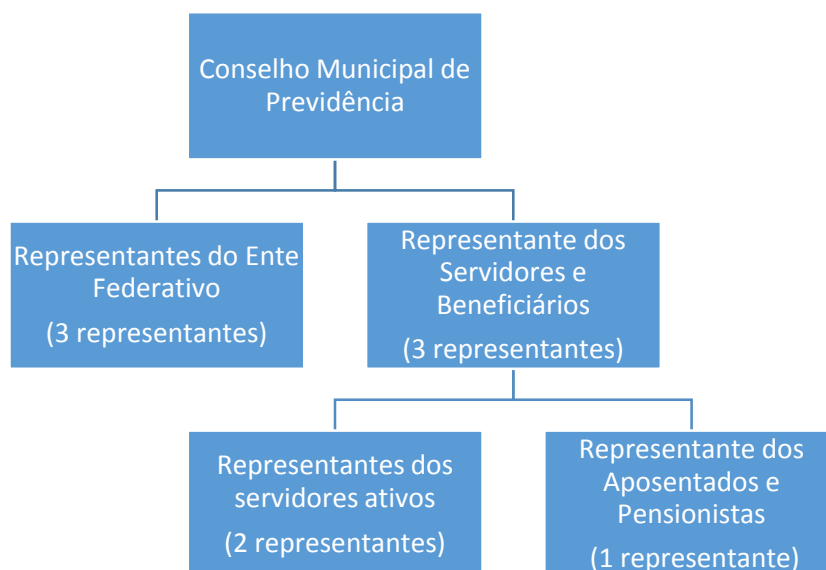 Conselho Municipal de
Previdência
Representantes do Ente
Federativo
(3 representantes)
Representante dos
Servidores e
Beneficiários
(3 representantes)
Representantes dos
servidores ativos
(2 representantes)
Representante dos
Aposentados e
Pensionistas
(1 representante)